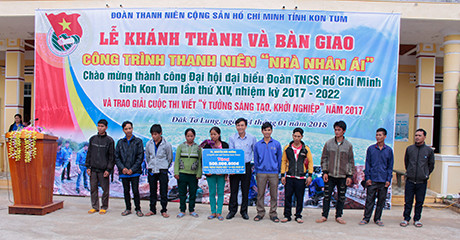 ĐOÀN THANH NIÊN CỘNG SẢN HỒ CHÍ MINH TỈNH KON TUM
LỄ KHÁNH THÀNH VÀ BÀN GIAO
CÔNG TRÌNH THANH NIÊN "NHÀ NHÂN ÁI"
Chào mừng thành công Đại hội đại biểu Đoàn TNCS Hồ Chí Minh
tỉnh Kon Tum lần thứ XIV, nhiệm kỳ 2017 - 2022
VÀ TRAO GIẢI CUỘC THI VIẾT "Ý TƯỞNG SÁNG TẠO, KHỞI NGHIỆP" NĂM 2017
Đăk Tơ Lung, ngày 01 năm 2018